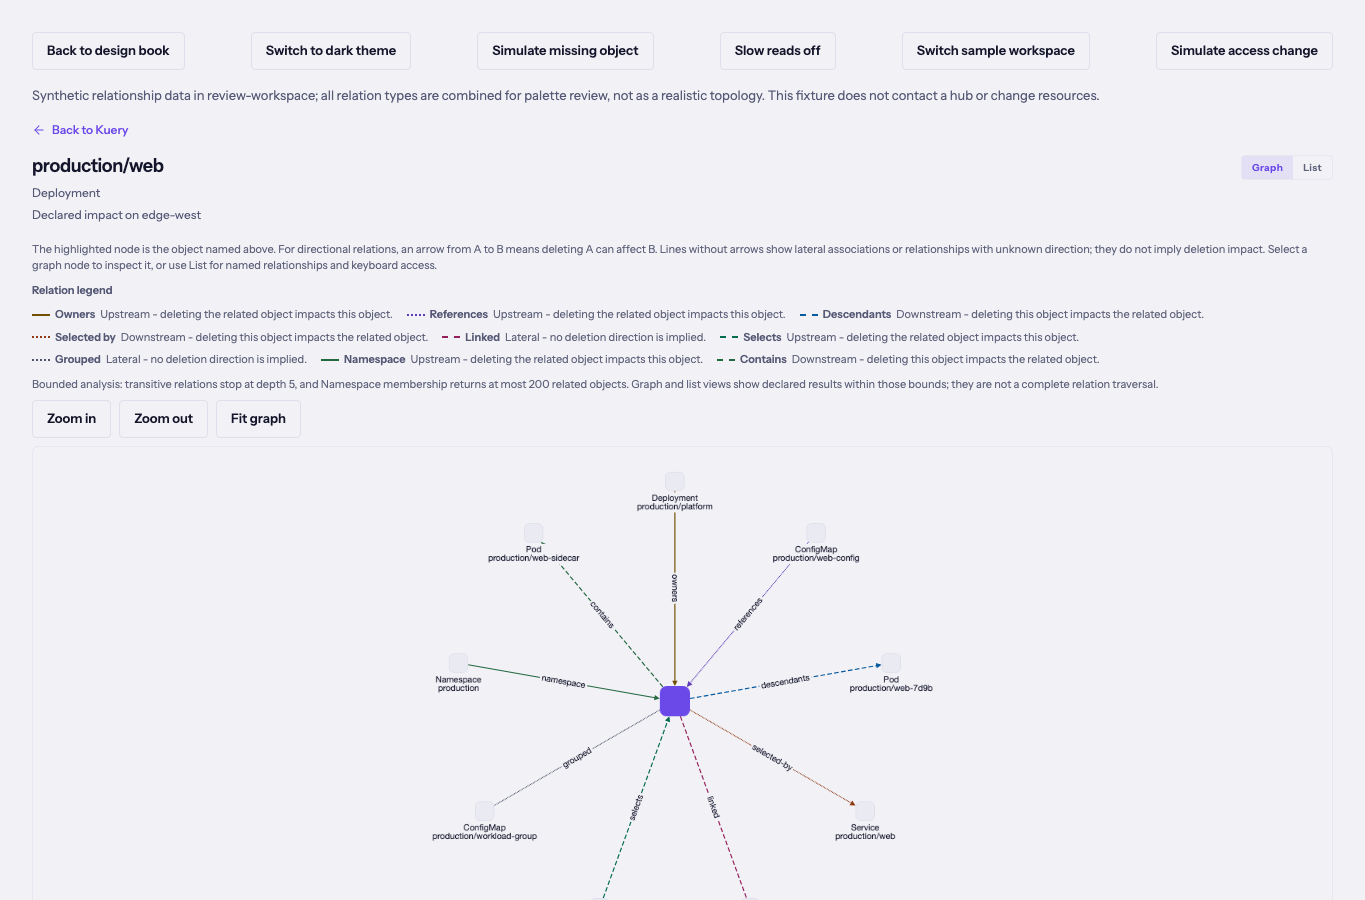 Back to design book
Switch to dark theme
Simulate missing object
Slow reads off
Switch sample workspace
Simulate access change
Synthetic relationship data in review-workspace; all relation types are combined for palette review, not as a realistic topology. This fixture does not contact a hub or change resources.
← Back to Kuery
production/web
Graph
List
Deployment
Declared impact on edge-west
The highlighted node is the object named above. For directional relations, an arrow from A to B means deleting A can affect B. Lines without arrows show lateral associations or relationships with unknown direction; they do not imply deletion impact. Select a
graph node to inspect it, or use List for named relationships and keyboard access.
Relation legend
Owners Upstream – deleting the related object impacts this object.
References Upstream – deleting the related object impacts this object.
Descendants Downstream – deleting this object impacts the related object.
Selected by Downstream – deleting this object impacts the related object.
Linked Lateral – no deletion direction is implied.
Selects Upstream – deleting the related object impacts this object.
Grouped Lateral – no deletion direction is implied.
Namespace Upstream – deleting the related object impacts this object.
Contains Downstream – deleting this object impacts the related object.
Bounded analysis: transitive relations stop at depth 5, and Namespace membership returns at most 200 related objects. Graph and list views show declared results within those bounds; they are not a complete relation traversal.
Zoom in
Zoom out
Fit graph
Deployment
production/platform
Pod
production/web-sidecar
ConfigMap
production/web-config
owners
contains
references
Namespace
production
namespace
descendants
Pod
production/web-7d9b
grouped
selected-by
selects
linked
ConfigMap
production/workload-group
Service
production/web